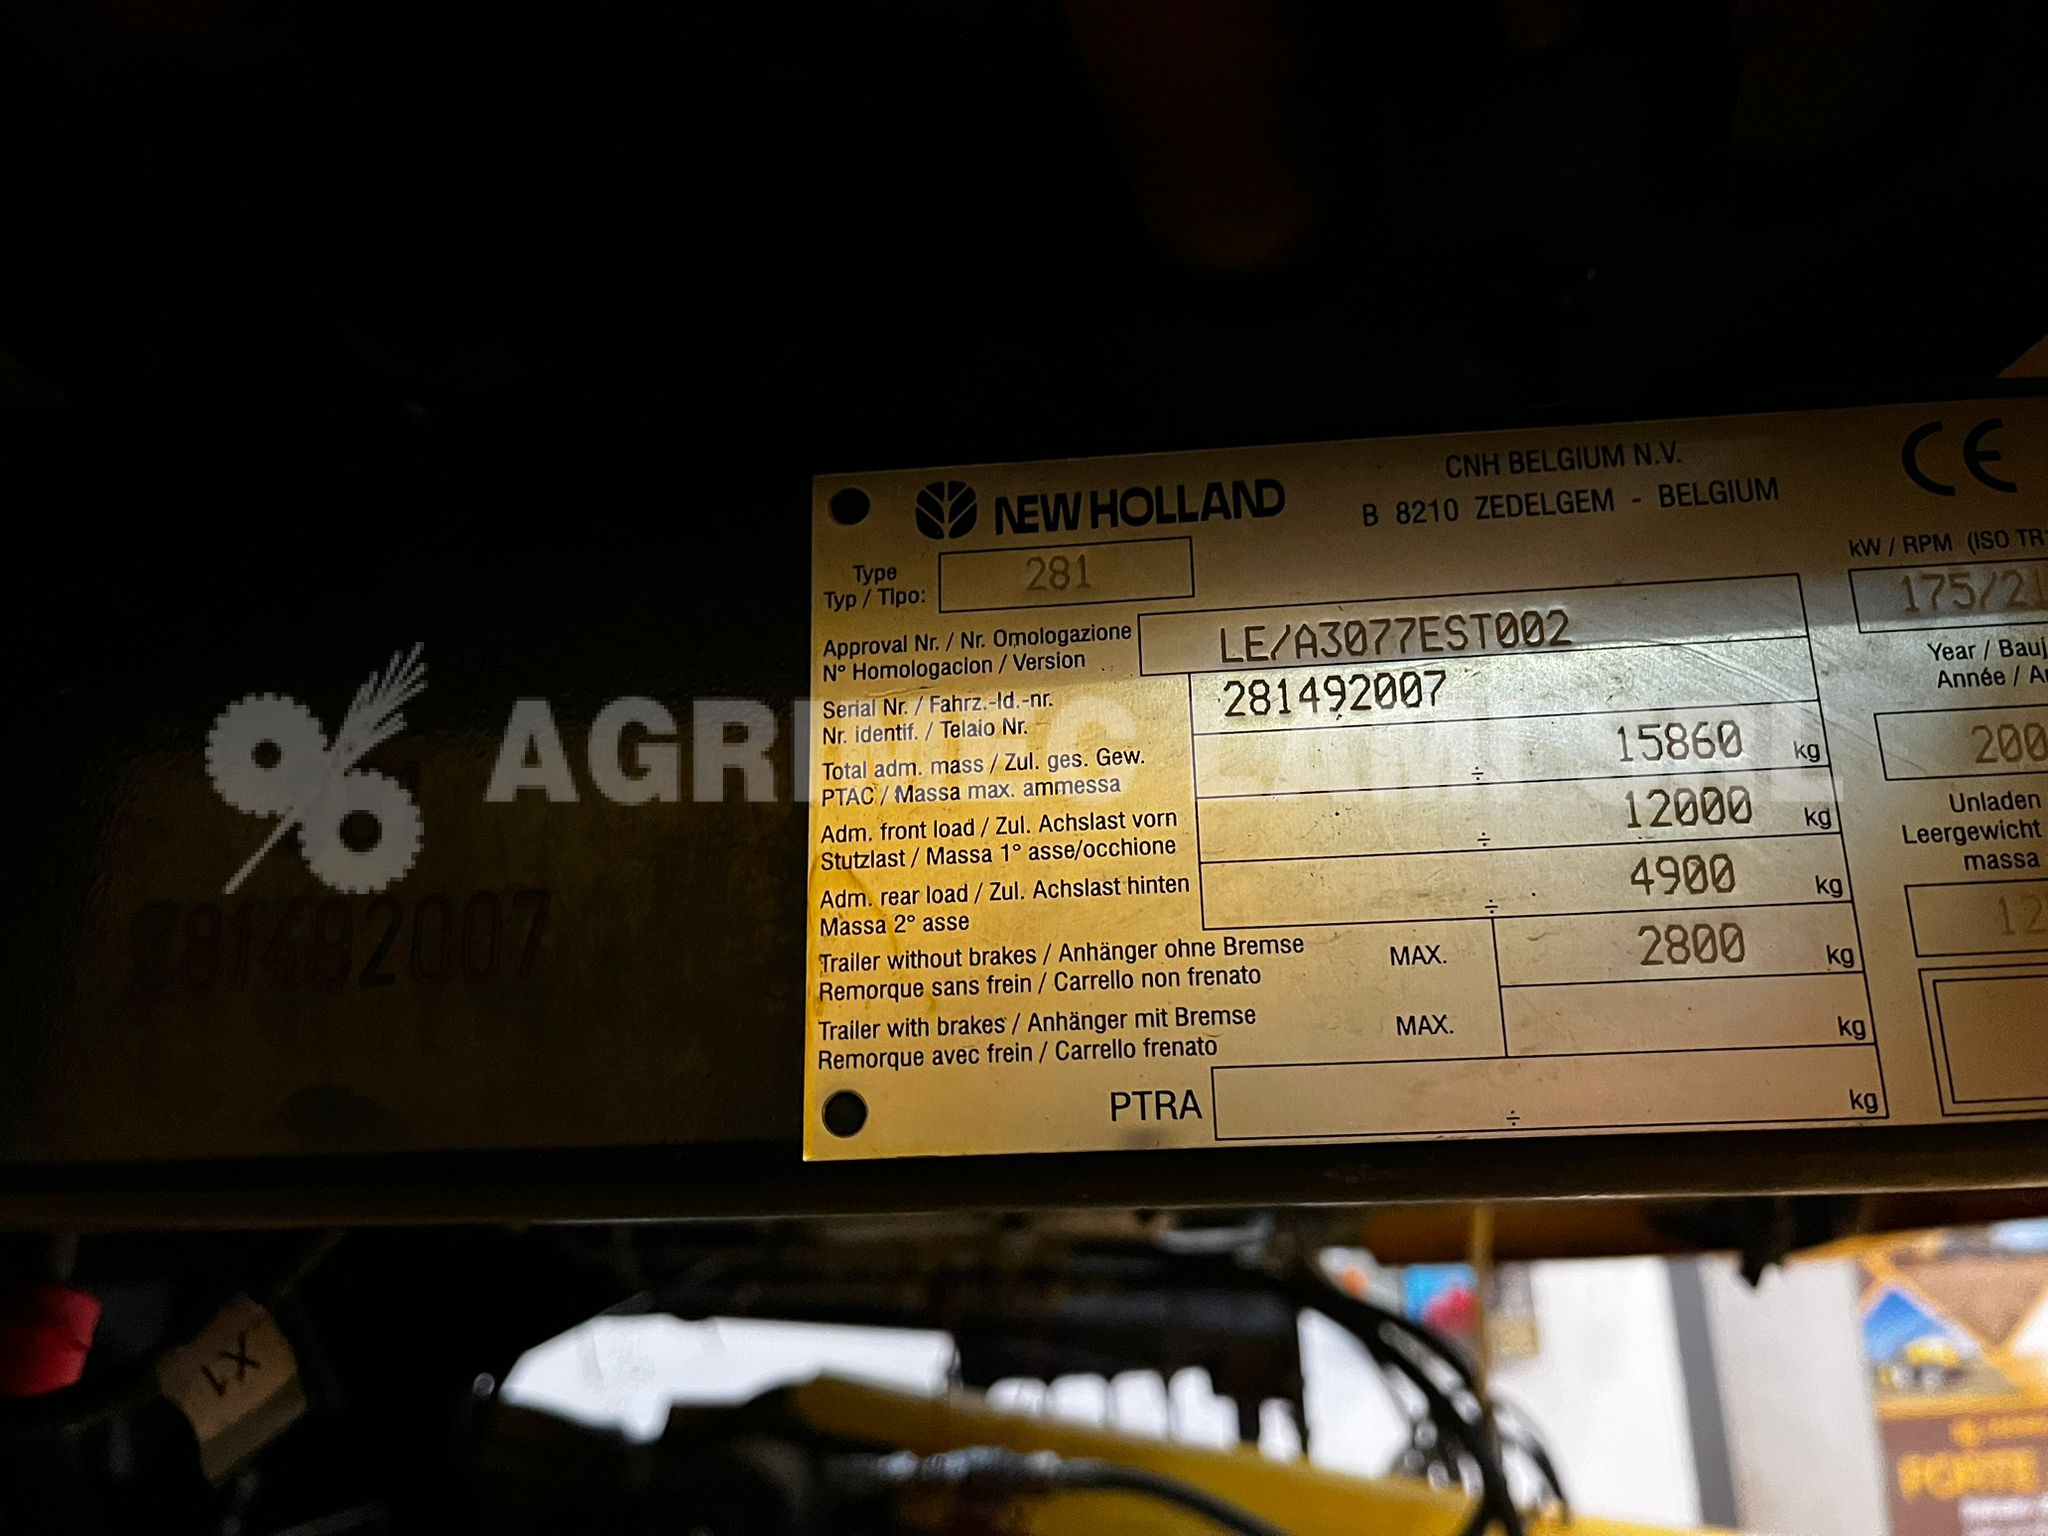 NEW HOLLAND
CNH BELGIUM N.V.
B 8210 ZEDELGEM - BELGIUM
CE
Type
Typ / Tipo:
281
kW / RPM (ISO TR
175/21
Approval Nr. / Nr. Omologazione
N° Homologacion / Version
LE/A3077EST002
Year / Bauj
Année / A
200
Serial Nr. / Fahrz.-Id.-nr.
Nr. identif. / Telaio Nr.
281492007
Total adm. mass / Zul. ges. Gew.
PTAC / Massa max. ammessa
÷ 15860 kg
Adm. front load / Zul. Achslast vorn
Stutzlast / Massa 1° asse/occhione
÷ 12000 kg
Unladen
Leergewicht
massa
12
Adm. rear load / Zul. Achslast hinten
Massa 2° asse
÷ 4900 kg
Trailer without brakes / Anhänger ohne Bremse
Remorque sans frein / Carrello non frenato
MAX. 2800 kg
Trailer with brakes / Anhänger mit Bremse
Remorque avec frein / Carrello frenato
MAX. kg
PTRA ÷ kg
281492007
X1